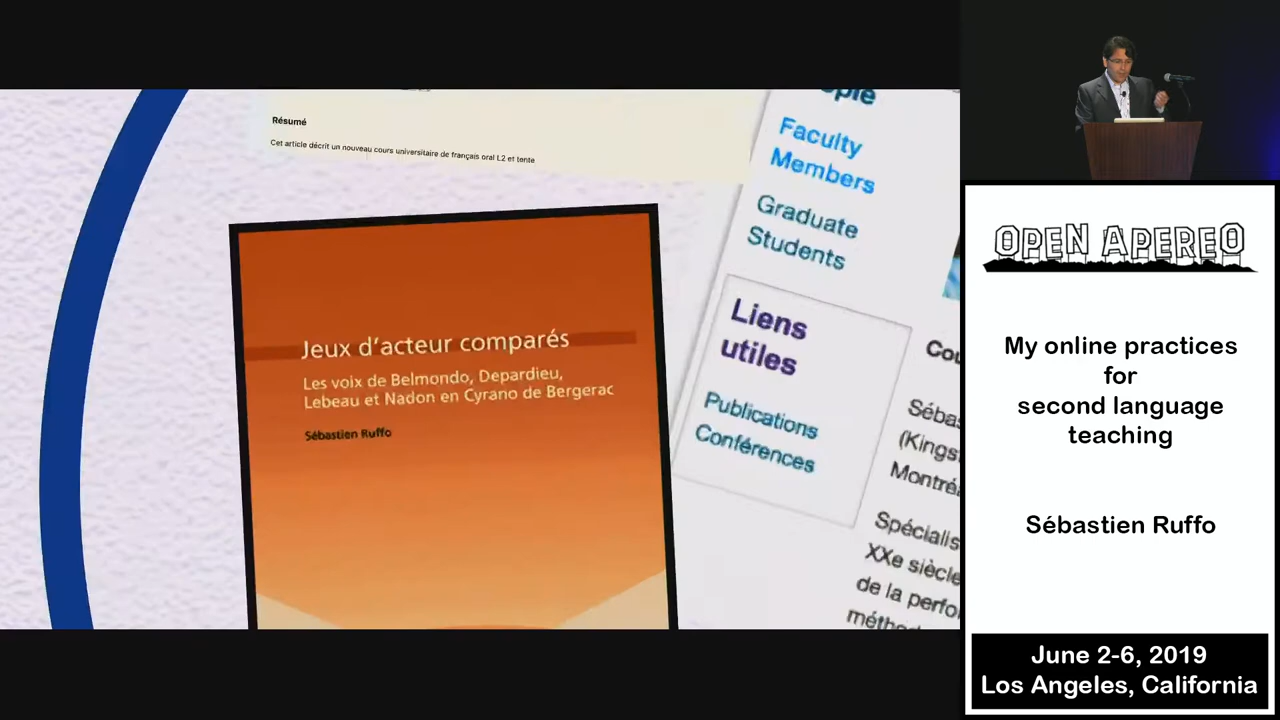 Résumé
Cet article décrit un nouveau cours universitaire de français oral L2 et tente
Jeux d'acteur comparés
Les voix de Belmondo, Depardieu,
Lebeau et Nadon en Cyrano de Bergerac
Sébastien Ruffo
Faculty
Members
Graduate
Students
Liens
utiles
Publications
Conférences
XXe siècle
de la
OPEN APEREO
My online practices
for
second language
teaching
Sébastien Ruffo
June 2-6, 2019
Los Angeles, California